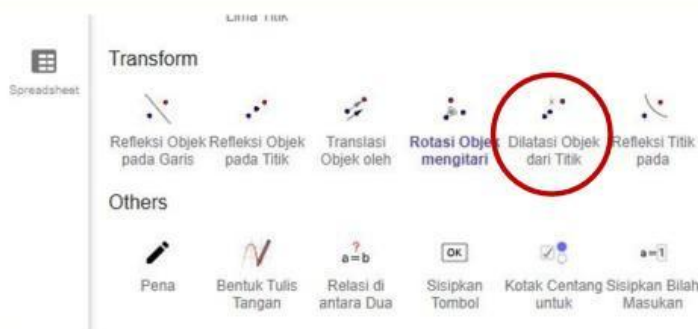 Lima Titik
Spreadsheet
Transform
Refleksi Objek pada Garis
Refleksi Objek pada Titik
Translasi Objek oleh
Rotasi Objek mengitari
Dilatasi Objek dari Titik
Refleksi Titik pada
Others
Pena
Bentuk Tulis Tangan
a=b
?
Relasi di antara Dua
OK
Sisipkan Tombol
Kotak Centang untuk
a=1
Sisipkan Bilah Masukan